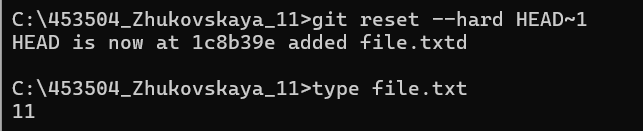 C:\453504_Zhukovskaya_11>git reset --hard HEAD~1
HEAD is now at 1c8b39e added file.txtd
C:\453504_Zhukovskaya_11>type file.txt
11